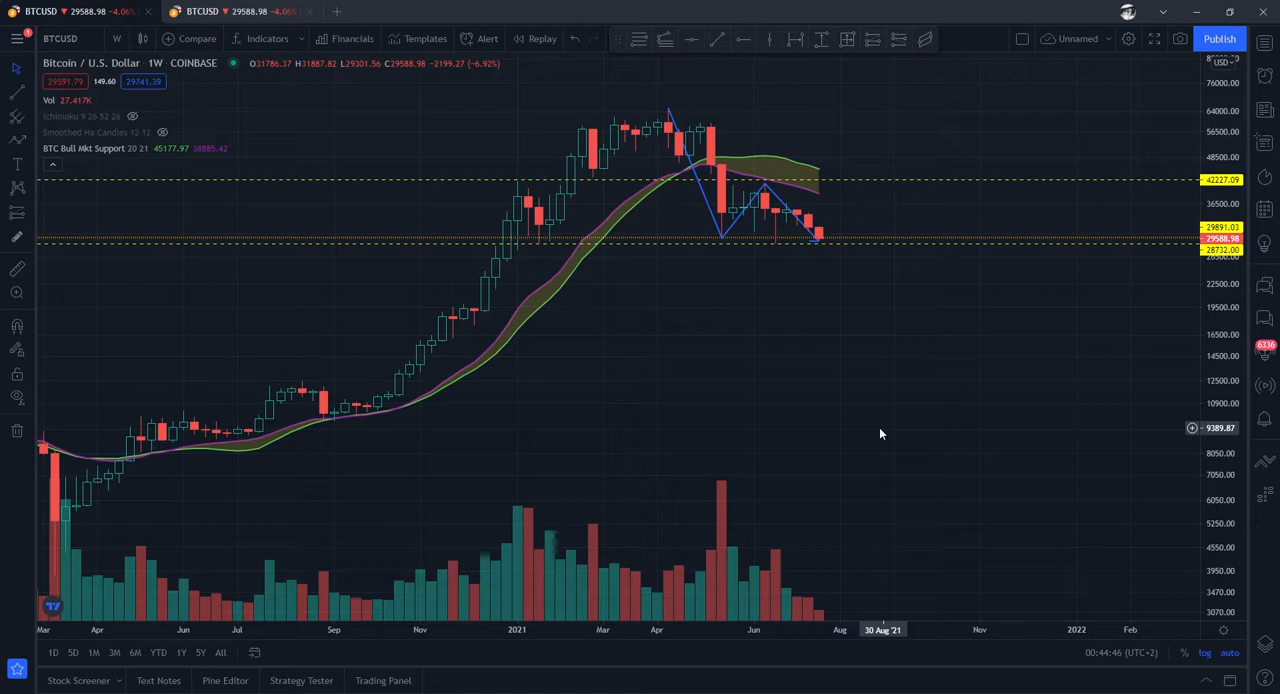 BTCUSD ▼ 29588.98 −4.06%
BTCUSD ▼ 29588.98 −4.06%
1
BTCUSD W Compare Indicators Financials Templates Alert Replay Unnamed Publish
Bitcoin / U.S. Dollar 1W COINBASE O31786.37 H31887.82 L29301.56 C29588.98 −2199.27 (−6.92%)
USD
29591.79 149.60 29741.39
Vol 27.417K
Ichimoku 9 26 52 26
Smoothed Ha Candles 12 12
BTC Bull Mkt Support 20 21 45177.97 38885.42
76000.00
64000.00
56500.00
48500.00
42227.09
36500.00
29891.03
29588.98
28732.00
22500.00
19500.00
16500.00
14500.00
12500.00
10900.00
9389.87
8050.00
7050.00
6050.00
5250.00
4550.00
3950.00
3470.00
3070.00
6336
Mar Apr Jun Jul Sep Nov 2021 Mar Apr Jun Aug 30 Aug '21 Nov 2022 Feb
1D 5D 1M 3M 6M YTD 1Y 5Y All 00:44:46 (UTC+2) % log auto
Stock Screener Text Notes Pine Editor Strategy Tester Trading Panel